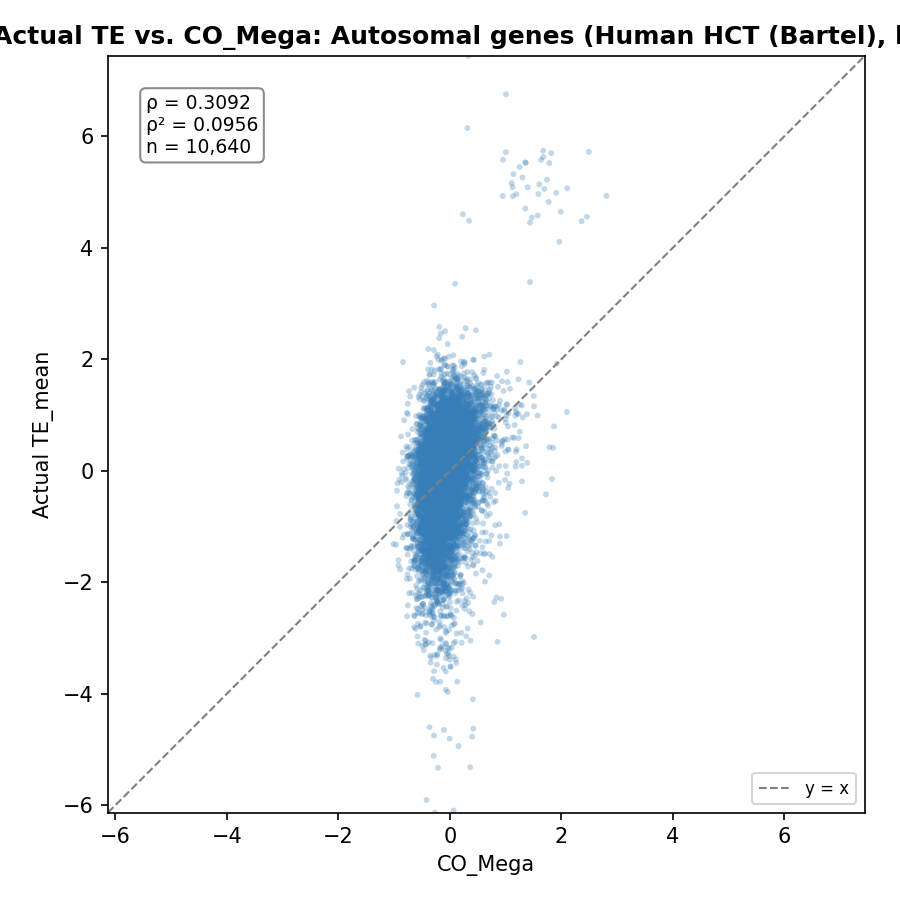 Actual TE vs. CO_Mega: Autosomal genes (Human HCT (Bartel),
ρ = 0.3092
ρ² = 0.0956
n = 10,640
6
4
2
0
−2
−4
−6
Actual TE_mean
y = x
−6
−4
−2
0
2
4
6
CO_Mega